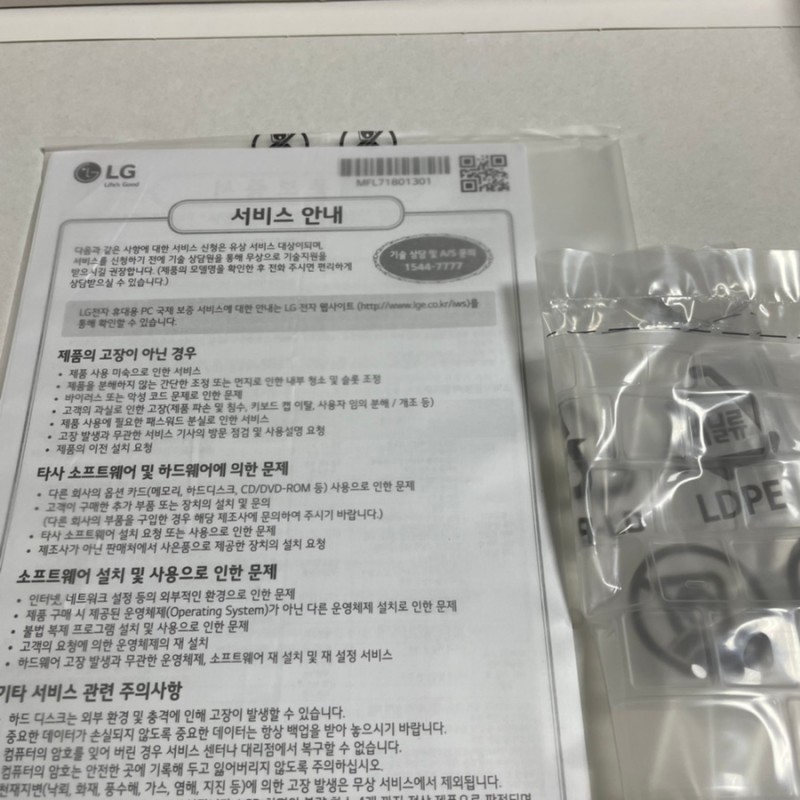 LG
Life's Good
MFL71801301
서비스 안내
다음과 같은 사항에 대한 서비스 신청은 유상 서비스 대상이되며,
서비스를 신청하기 전에 기술 상담원을 통해 무상으로 기술지원을
받으시길 권장합니다. (제품의 모델명을 확인한 후 전화 주시면 편리하게
상담받으실 수 있습니다.)
기술 상담 및 A/S 문의
1544-7777
LG전자 휴대용 PC 국제 보증 서비스에 대한 안내는 LG 전자 웹사이트 (http://www.lge.co.kr/iws)를
통해 확인할 수 있습니다.
제품의 고장이 아닌 경우
• 제품 사용 미숙으로 인한 서비스
• 제품을 분해하지 않는 간단한 조정 또는 먼지로 인한 내부 청소 및 슬롯 조정
• 바이러스 또는 악성 코드 문제로 인한 문제
• 고객의 과실로 인한 고장(제품 파손 및 침수, 키보드 캡 이탈, 사용자 임의 분해 / 개조 등)
• 제품 사용에 필요한 패스워드 분실로 인한 서비스
• 고장 발생과 무관한 서비스 기사의 방문 점검 및 사용설명 요청
• 제품의 이전 설치 요청
타사 소프트웨어 및 하드웨어에 의한 문제
• 다른 회사의 옵션 카드(메모리, 하드디스크, CD/DVD-ROM 등) 사용으로 인한 문제
• 고객이 구매한 추가 부품 또는 장치의 설치 및 문의
(다른 회사의 부품을 구입한 경우 해당 제조사에 문의하여 주시기 바랍니다.)
• 타사 소프트웨어 설치 요청 또는 사용으로 인한 문제
• 제조사가 아닌 판매처에서 사은품으로 제공한 장치의 설치 요청
소프트웨어 설치 및 사용으로 인한 문제
• 인터넷, 네트워크 설정 등의 외부적인 환경으로 인한 문제
• 제품 구매 시 제공된 운영체제(Operating System)가 아닌 다른 운영체제 설치로 인한 문제
• 불법 복제 프로그램 설치 및 사용으로 인한 문제
• 고객의 요청에 의한 운영체제의 재 설치
• 하드웨어 고장 발생과 무관한 운영체제, 소프트웨어 재 설치 및 재 설정 서비스
기타 서비스 관련 주의사항
하드 디스크는 외부 환경 및 충격에 인해 고장이 발생할 수 있습니다.
중요한 데이터가 손실되지 않도록 중요한 데이터는 항상 백업을 받아 놓으시기 바랍니다.
컴퓨터의 암호를 잊어 버린 경우 서비스 센터나 대리점에서 복구할 수 없습니다.
컴퓨터의 암호는 안전한 곳에 기록해 두고 잃어버리지 않도록 주의하십시오.
천재지변(낙뢰, 화재, 풍수해, 가스, 염해, 지진 등)에 의한 고장 발생은 무상 서비스에서 제외됩니다.
비닐류
LDPE